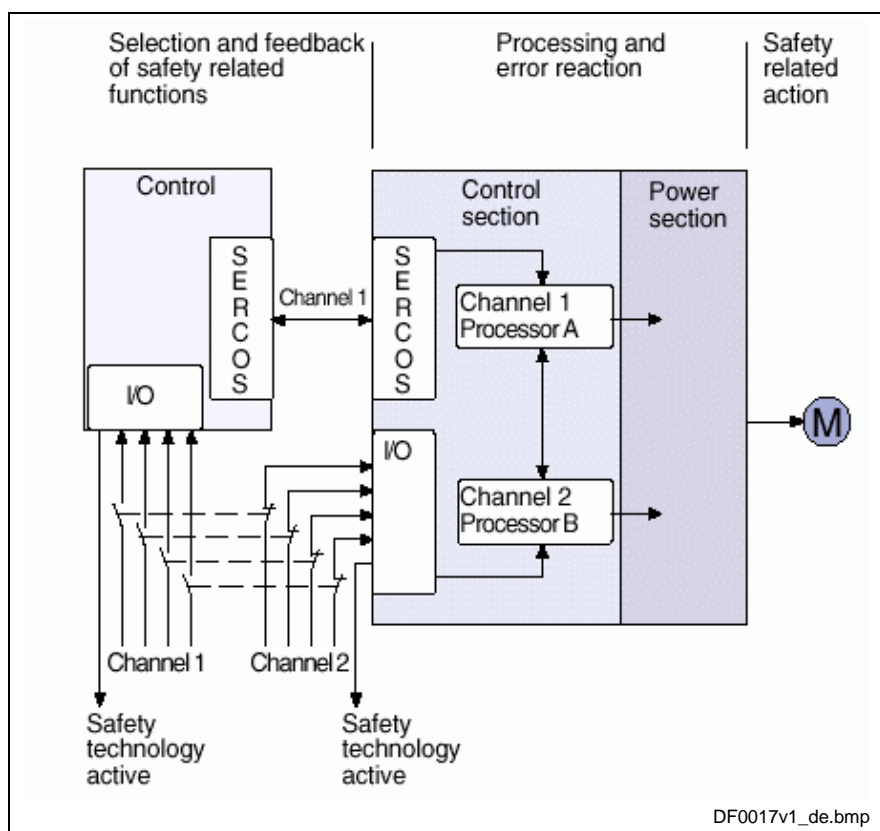 Selection and feedback
of safety related
functions
Processing and
error reaction
Safety
related
action
Control
SERCOS
I/O
Channel 1
Control
section
Power
section
SERCOS
Channel 1
Processor A
I/O
Channel 2
Processor B
M
Channel 1
Channel 2
Safety
technology
active
Safety
technology
active
DF0017v1_de.bmp